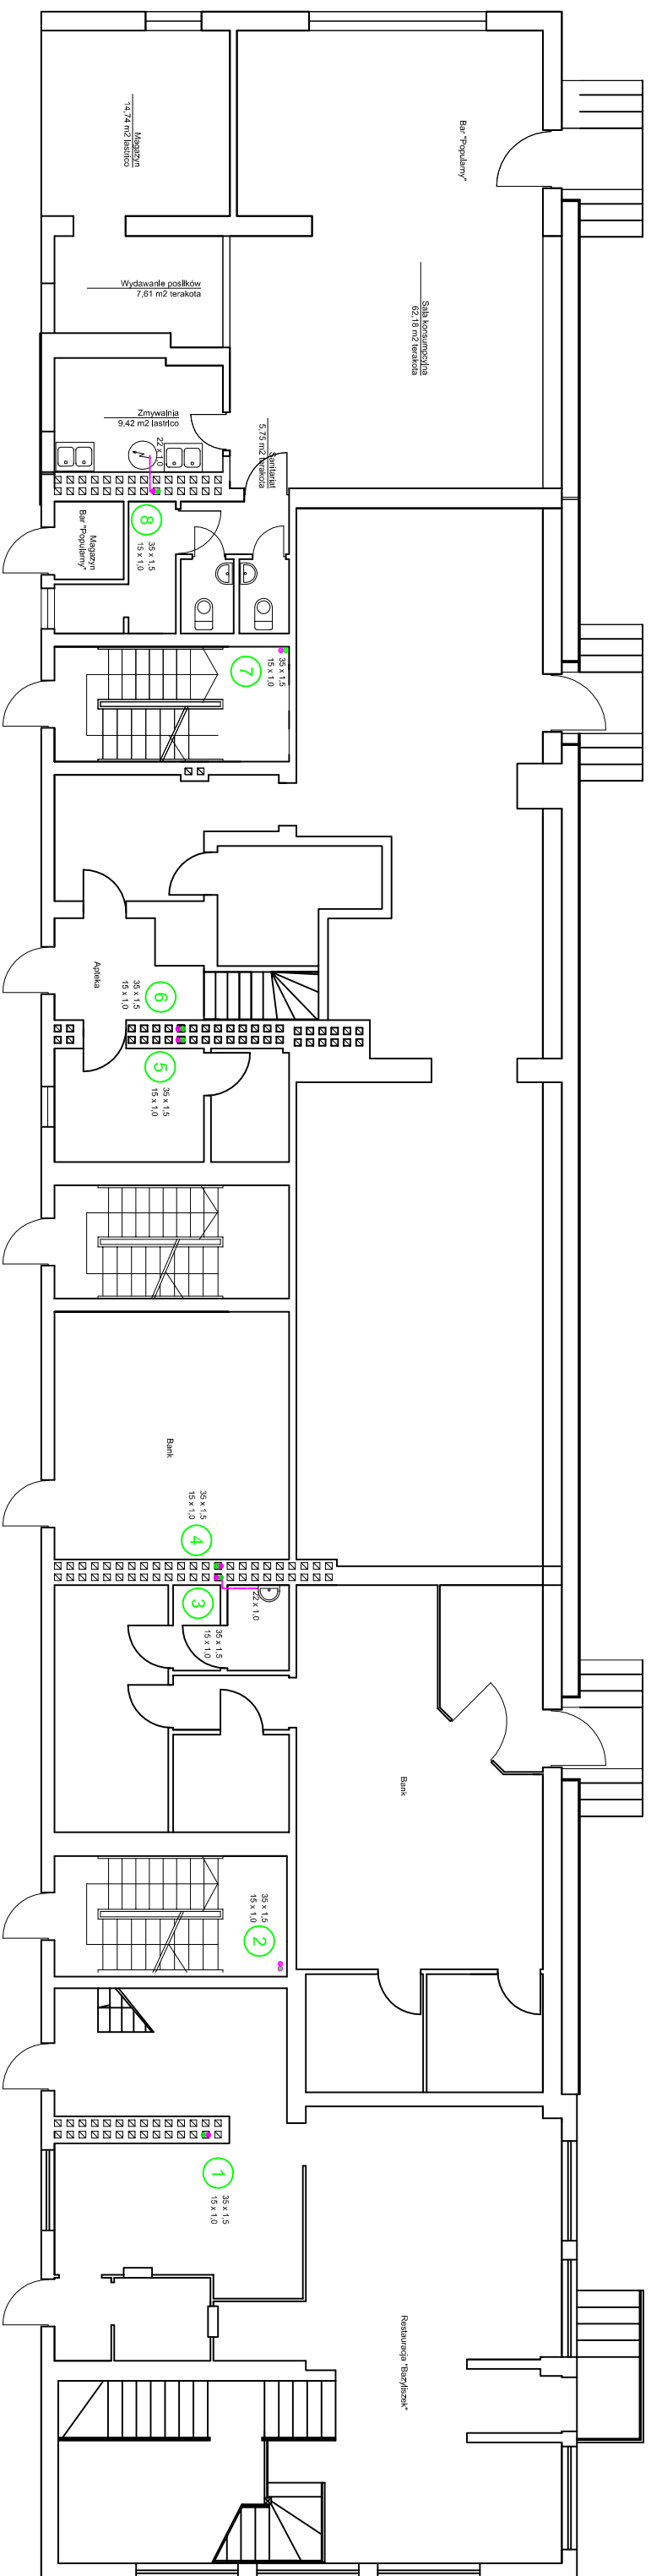 Bar "Popularny"
Magazyn
14,74 m2 lastrico
Wydawanie posiłków
7,61 m2 terakota
Sala konsumpcyjna
62,18 m2 terakota
Zmywalnia
9,42 m2 lastrico
22 x 1,0
Sanitariat
5,75 m2 terakota
Magazyn
Bar "Popularny"
8
35 x 1,5
15 x 1,0
7
35 x 1,5
15 x 1,0
Apteka
6
35 x 1,5
15 x 1,0
5
35 x 1,5
15 x 1,0
Bank
4
35 x 1,5
15 x 1,0
3
22 x 1,0
35 x 1,5
15 x 1,0
Bank
2
35 x 1,5
15 x 1,0
1
35 x 1,5
15 x 1,0
Restauracja "Bazyliszek"